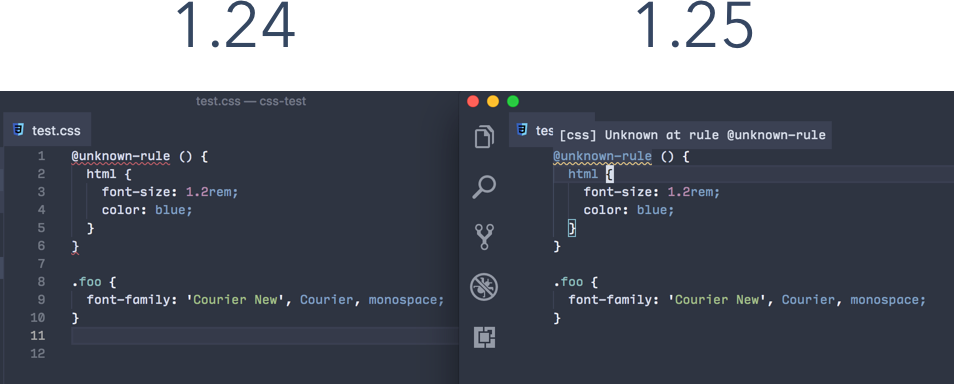 1.24
1.25
test.css — css-test
test.css
1 @unknown-rule () {
2 html {
3 font-size: 1.2rem;
4 color: blue;
5 }
6 }
7
8 .foo {
9 font-family: 'Courier New', Courier, monospace;
10 }
11
12
tes
[css] Unknown at rule @unknown-rule
@unknown-rule () {
html {
font-size: 1.2rem;
color: blue;
}
}
.foo {
font-family: 'Courier New', Courier, monospace;
}